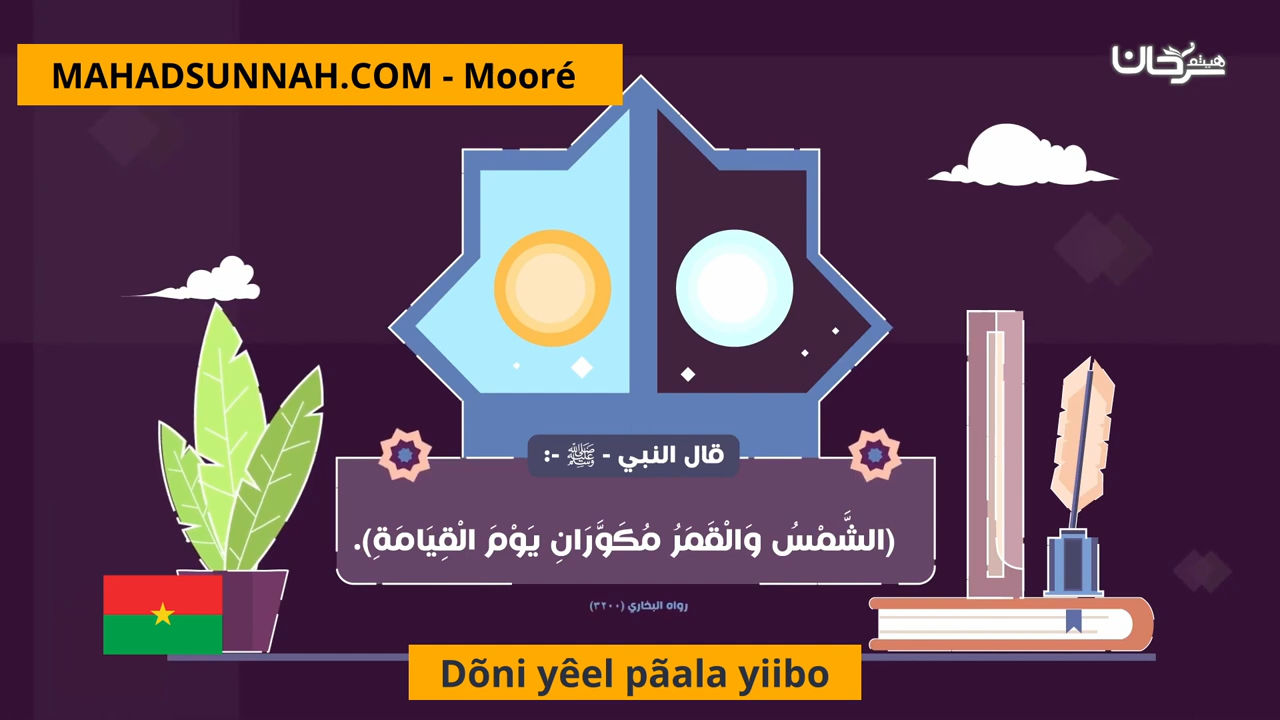 MAHADSUNNAH.COM - Mooré
هيثم سرحان
قال النبي - ﷺ -:
(الشَّمْسُ وَالْقَمَرُ مُكَوَّرَانِ يَوْمَ الْقِيَامَةِ).
رواه البخاري (٣٢٠٠)
Dõni yêel pãala yiibo